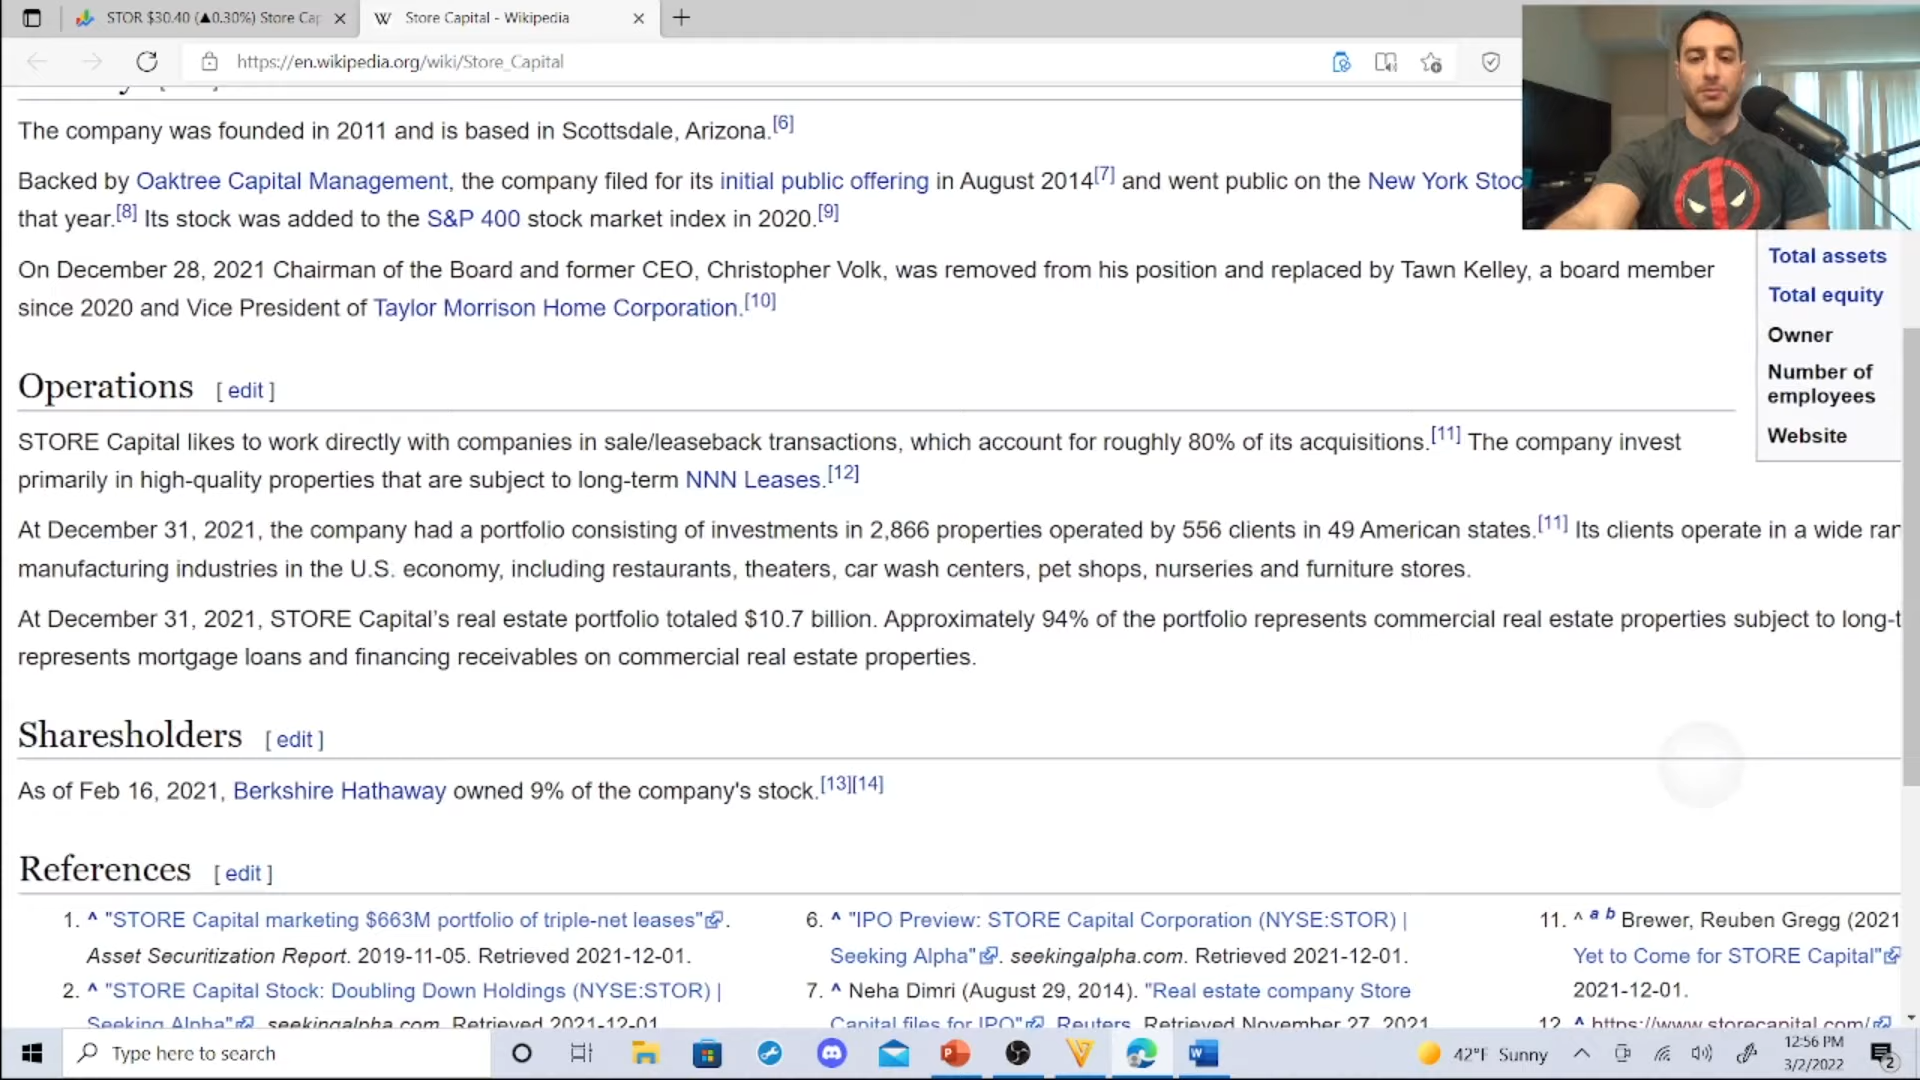 STOR $30.40 (▲0.30%) Store Cap
Store Capital - Wikipedia
https://en.wikipedia.org/wiki/Store_Capital
The company was founded in 2011 and is based in Scottsdale, Arizona.[6]
Backed by Oaktree Capital Management, the company filed for its initial public offering in August 2014[7] and went public on the New York Stoc
that year.[8] Its stock was added to the S&P 400 stock market index in 2020.[9]
On December 28, 2021 Chairman of the Board and former CEO, Christopher Volk, was removed from his position and replaced by Tawn Kelley, a board member
since 2020 and Vice President of Taylor Morrison Home Corporation.[10]
Total assets
Total equity
Owner
Number of
employees
Website
Operations [ edit ]
STORE Capital likes to work directly with companies in sale/leaseback transactions, which account for roughly 80% of its acquisitions.[11] The company invest
primarily in high-quality properties that are subject to long-term NNN Leases.[12]
At December 31, 2021, the company had a portfolio consisting of investments in 2,866 properties operated by 556 clients in 49 American states.[11] Its clients operate in a wide ran
manufacturing industries in the U.S. economy, including restaurants, theaters, car wash centers, pet shops, nurseries and furniture stores.
At December 31, 2021, STORE Capital's real estate portfolio totaled $10.7 billion. Approximately 94% of the portfolio represents commercial real estate properties subject to long-t
represents mortgage loans and financing receivables on commercial real estate properties.
Sharesholders [ edit ]
As of Feb 16, 2021, Berkshire Hathaway owned 9% of the company's stock.[13][14]
References [ edit ]
1. ^ "STORE Capital marketing $663M portfolio of triple-net leases".
Asset Securitization Report. 2019-11-05. Retrieved 2021-12-01.
2. ^ "STORE Capital Stock: Doubling Down Holdings (NYSE:STOR) |
Seeking Alpha". seekingalpha.com. Retrieved 2021-12-01
6. ^ "IPO Preview: STORE Capital Corporation (NYSE:STOR) |
Seeking Alpha". seekingalpha.com. Retrieved 2021-12-01.
7. ^ Neha Dimri (August 29, 2014). "Real estate company Store
Capital files for IPO". Reuters. Retrieved November 27, 2021
11. ^ a b Brewer, Reuben Gregg (2021
Yet to Come for STORE Capital"
2021-12-01.
12. ^ https://www.storecapital.com/
Type here to search
42°F Sunny
12:56 PM
3/2/2022
2